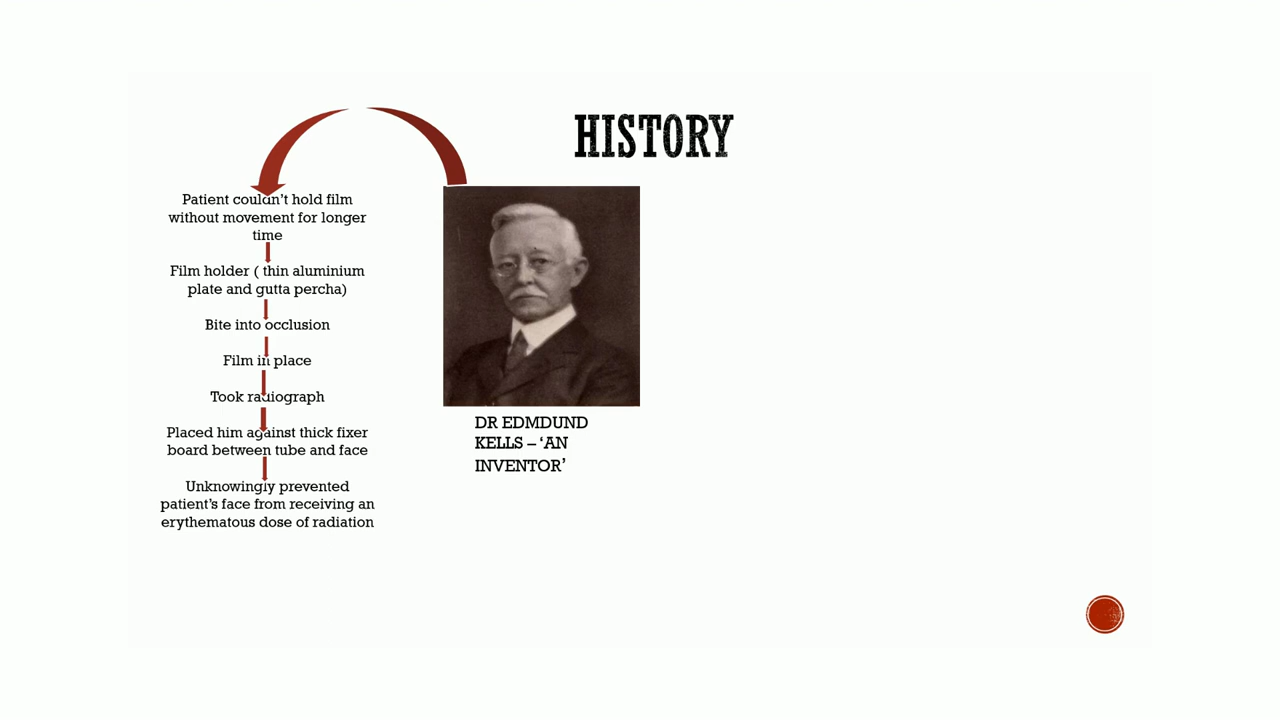 HISTORY
Patient couldn't hold film
without movement for longer
time
Film holder ( thin aluminium
plate and gutta percha)
Bite into occlusion
Film in place
Took radiograph
Placed him against thick fixer
board between tube and face
Unknowingly prevented
patient's face from receiving an
erythematous dose of radiation
DR EDMDUND
KELLS – 'AN
INVENTOR'